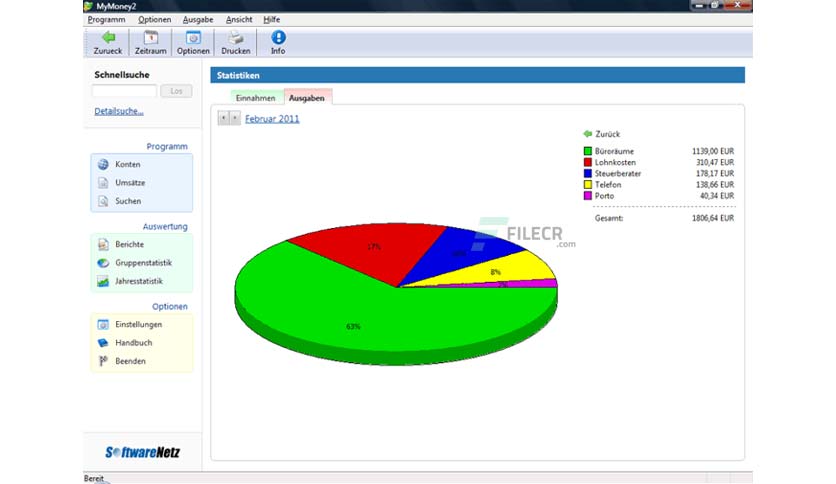 MyMoney2
Programm Optionen Ausgabe Ansicht Hilfe
Zurueck Zeitraum Optionen Drucken Info
Schnellsuche
Los
Detailsuche...
Programm
Konten
Umsätze
Suchen
Auswertung
Berichte
Gruppenstatistik
Jahresstatistik
Optionen
Einstellungen
Handbuch
Beenden
SoftwareNetz
Bereit
Statistiken
Einnahmen Ausgaben
Februar 2011
Zurück
Büroräume 1139,00 EUR
Lohnkosten 310,47 EUR
Steuerberater 178,17 EUR
Telefon 138,66 EUR
Porto 40,34 EUR
Gesamt: 1806,64 EUR
FILECR
.com
17%
8%
63%